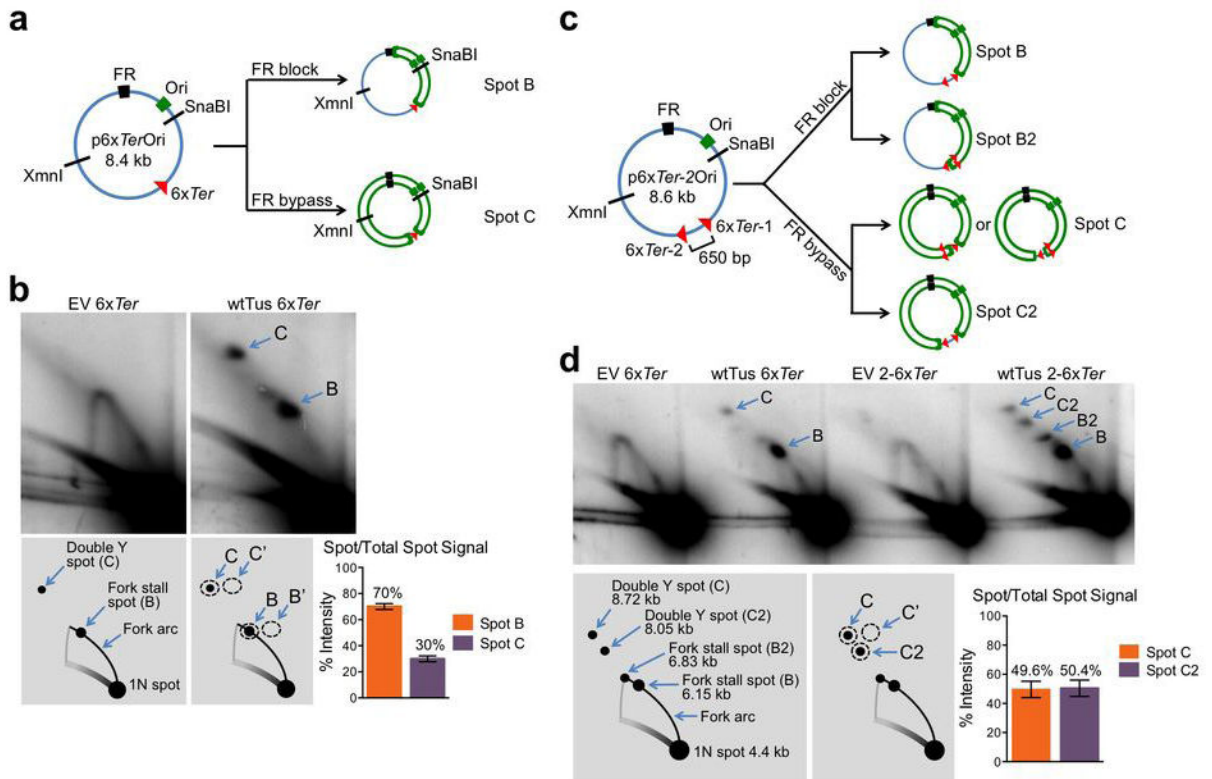 a
FR
Ori
SnaBI
p6xTerOri
8.4 kb
XmnI
6xTer
FR block
XmnI
SnaBI
Spot B
FR bypass
XmnI
SnaBI
Spot C
b
EV 6xTer
wtTus 6xTer
C
B
Double Y
spot (C)
Fork stall
spot (B)
Fork arc
1N spot
C
C'
B
B'
Spot/Total Spot Signal
% Intensity
100
80
60
40
20
0
70%
30%
Spot B
Spot C
c
FR
Ori
SnaBI
p6xTer-2Ori
8.6 kb
XmnI
6xTer-1
6xTer-2
650 bp
FR block
Spot B
Spot B2
FR bypass
or
Spot C
Spot C2
d
EV 6xTer
wtTus 6xTer
EV 2-6xTer
wtTus 2-6xTer
C
B
C
C2
B2
B
Double Y spot (C)
8.72 kb
Double Y spot (C2)
8.05 kb
Fork stall spot (B2)
6.83 kb
Fork stall spot (B)
6.15 kb
Fork arc
1N spot 4.4 kb
C
C'
C2
Spot/Total Spot Signal
% Intensity
100
80
60
40
20
0
49.6%
50.4%
Spot C
Spot C2